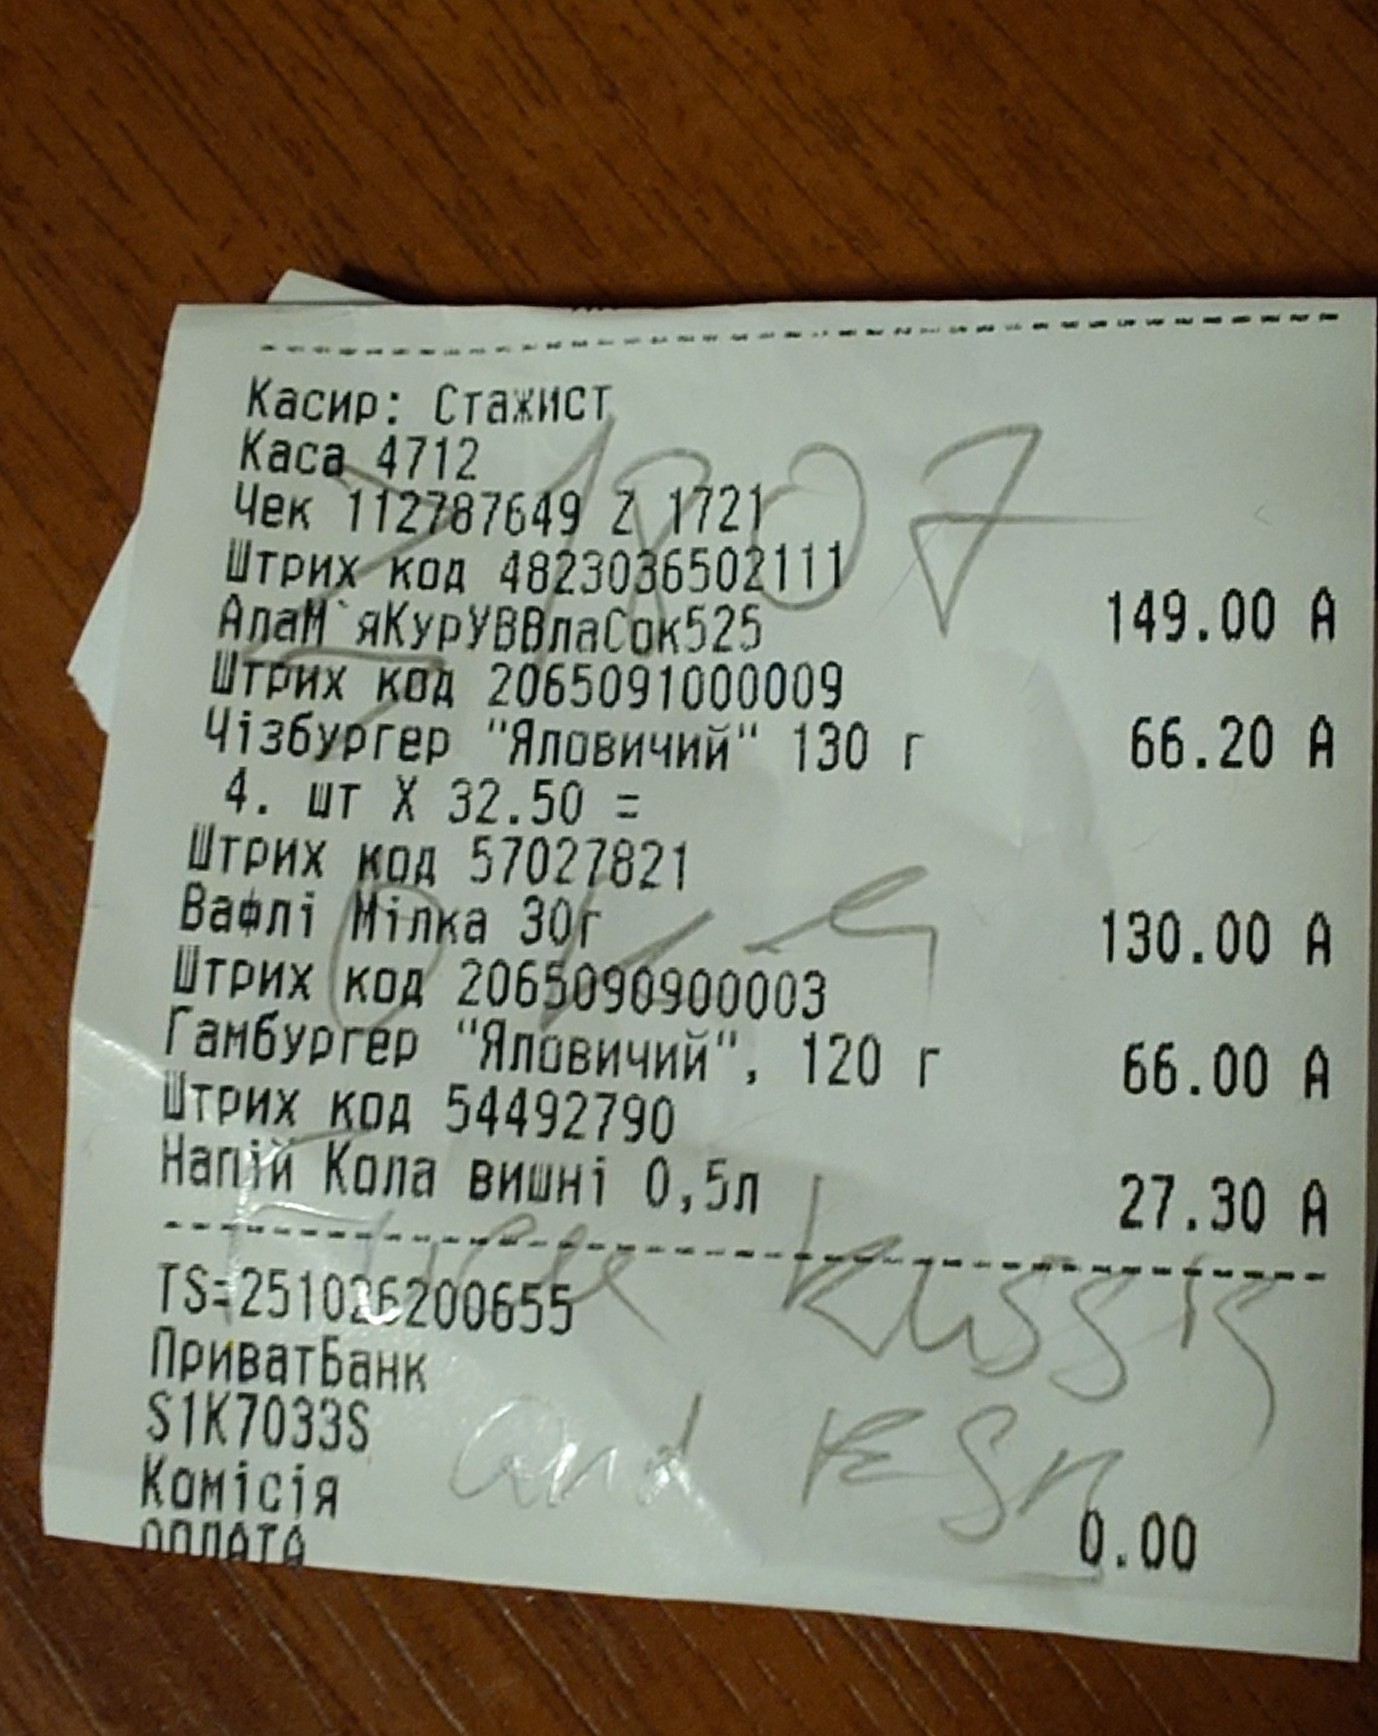 Касир: Стажист
Каса 4712
Чек 112787649 Z 1721
Штрих код 4823036502111
АлаМ`яКурУВВлаСок525 149.00 А
Штрих код 2065091000009
Чізбургер "Яловичий" 130 г 66.20 А
4. шт X 32.50 =
Штрих код 57027821
Вафлі Мілка 30г 130.00 А
Штрих код 2065090900003
Гамбургер "Яловичий", 120 г 66.00 А
Штрих код 54492790
Напій Кола вишні 0,5л 27.30 А
TS=251026200655
ПриватБанк
S1K7033S
and
Комісія 0.00
ОПЛАТА